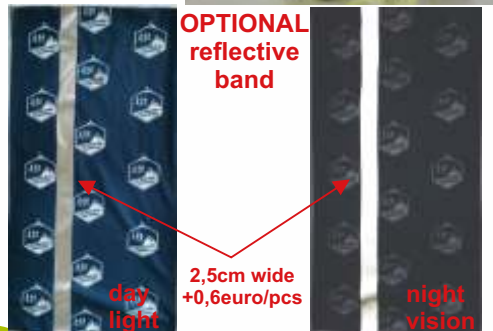 OPTIONAL
reflective
band
2,5cm wide
+0,6euro/pcs
day
light
night
vision